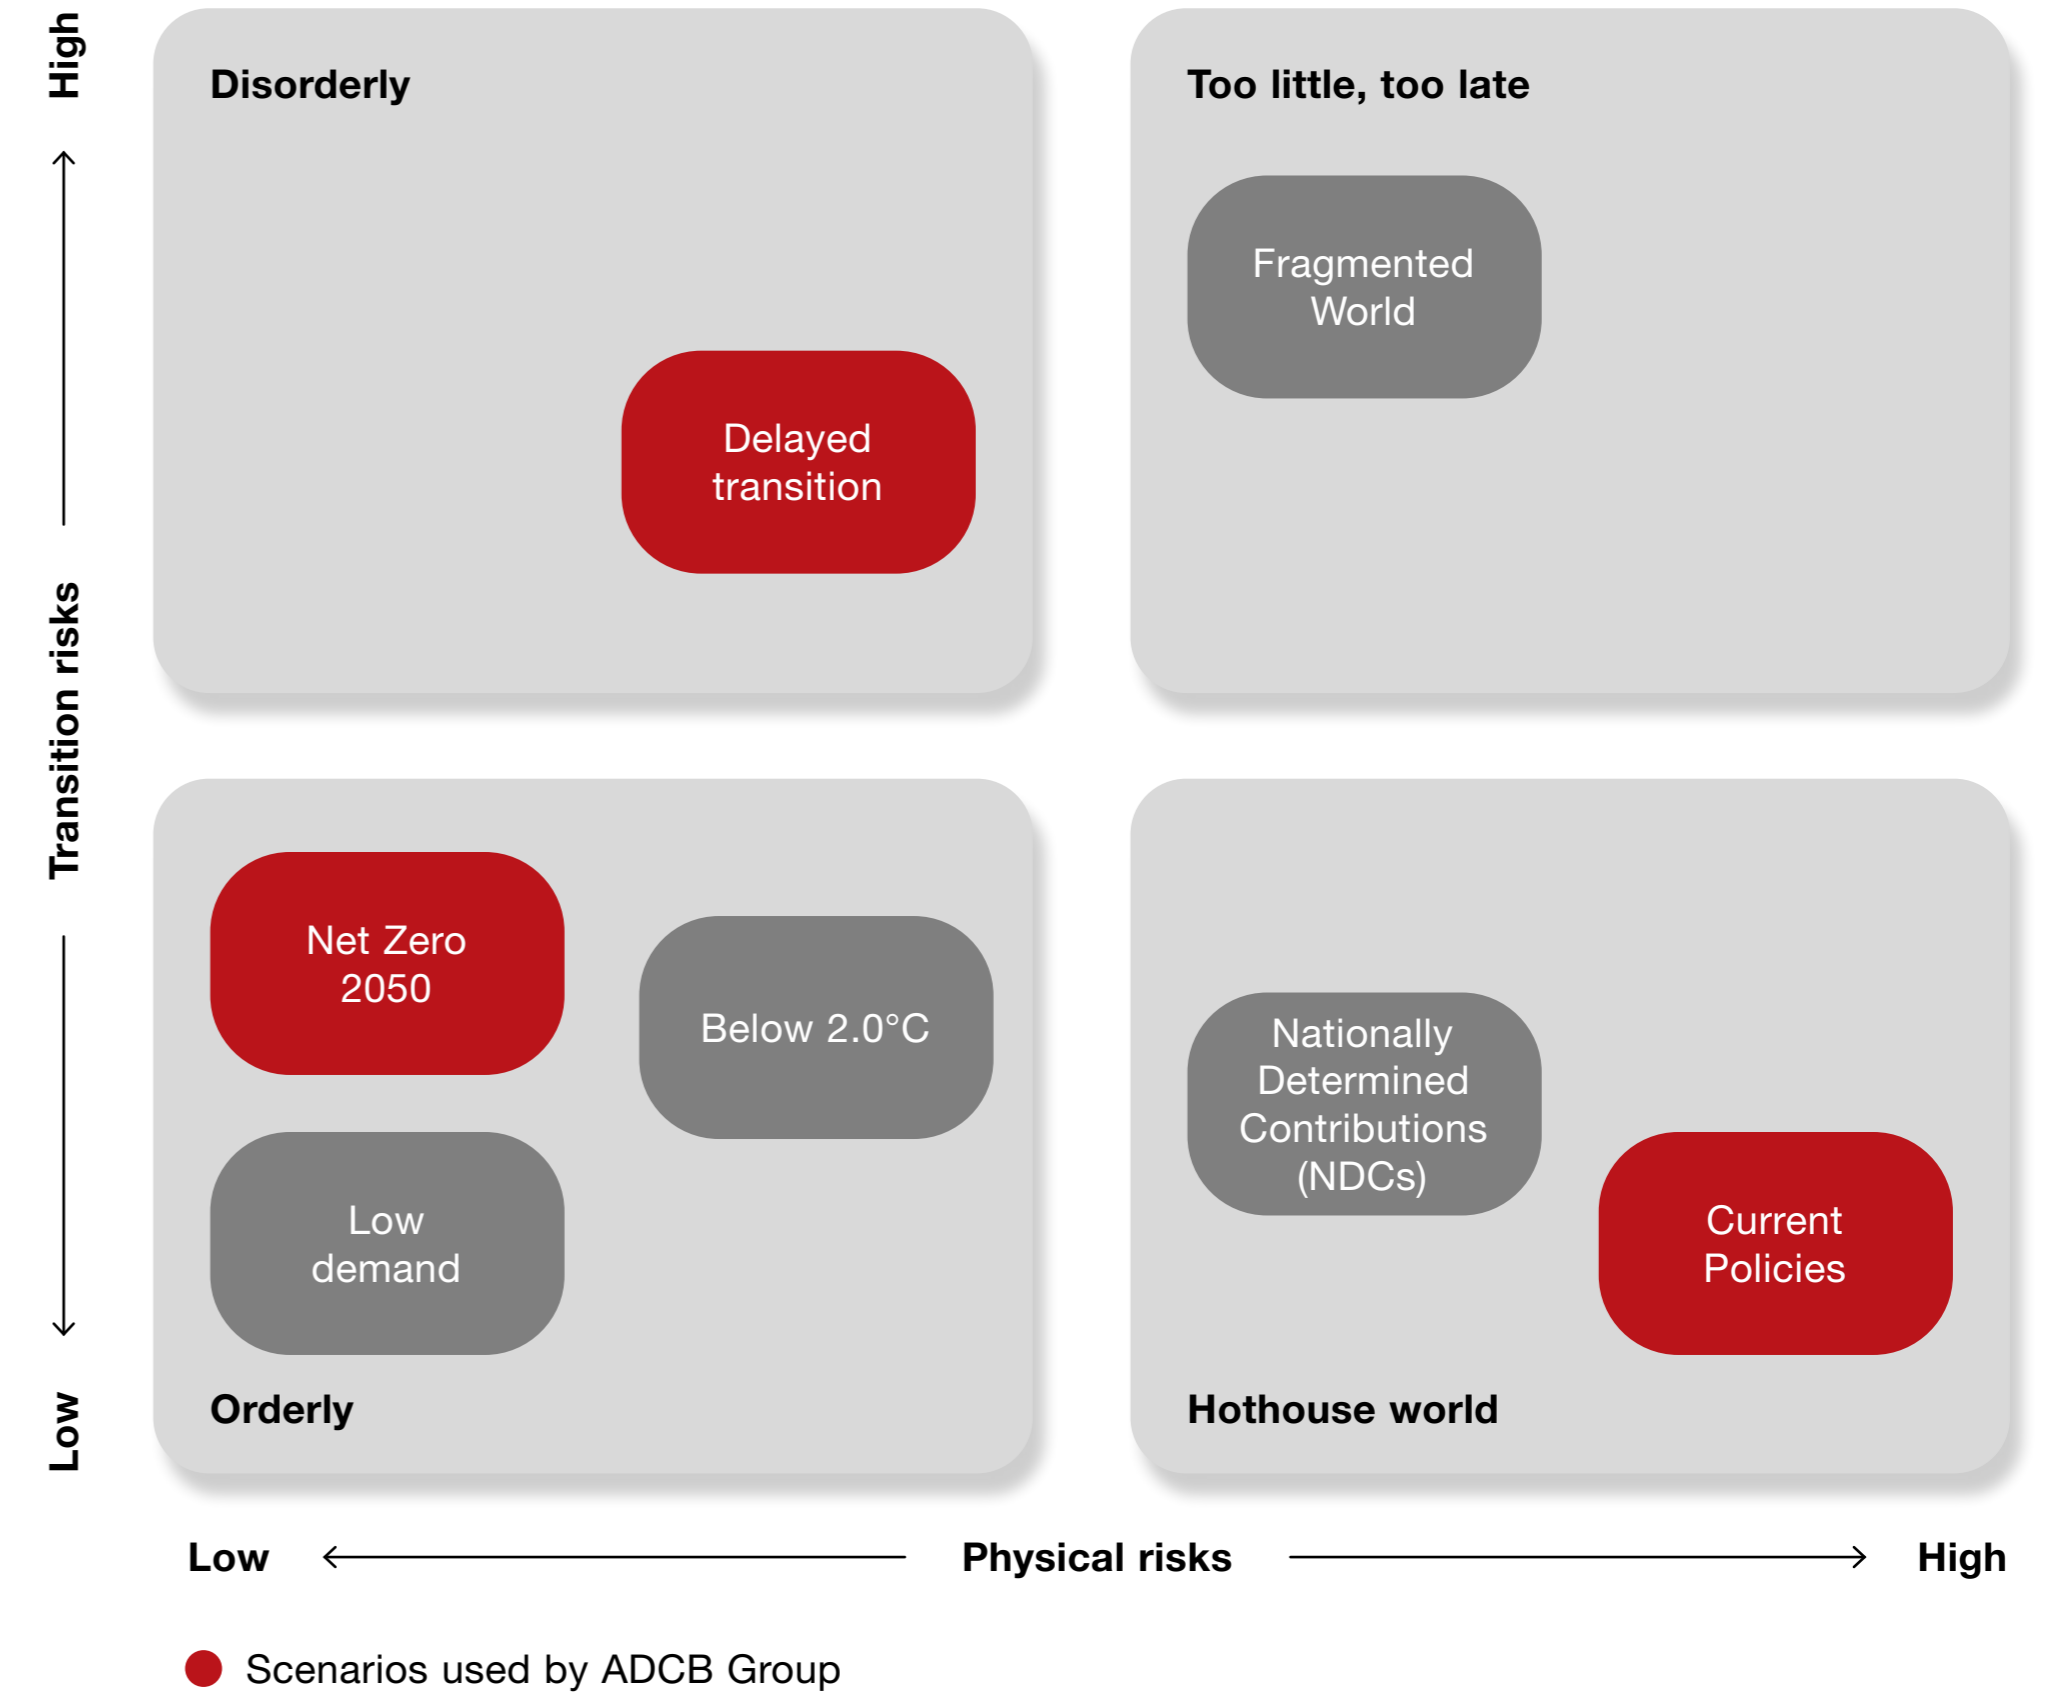 High
Transition risks
Low
Disorderly
Delayed
transition
Too little, too late
Fragmented
World
Net Zero
2050
Below 2.0°C
Low
demand
Orderly
Nationally
Determined
Contributions
(NDCs)
Current
Policies
Hothouse world
Low
Physical risks
High
Scenarios used by ADCB Group